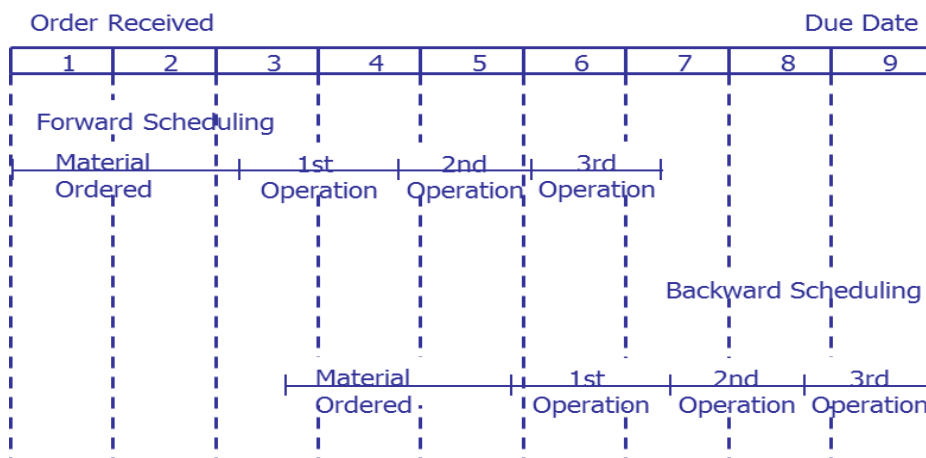 Order Received Due Date
1 2 3 4 5 6 7 8 9
Forward Scheduling
Material 1st 2nd 3rd
Ordered Operation Operation Operation
Backward Scheduling
Material 1st 2nd 3rd
Ordered Operation Operation Operation